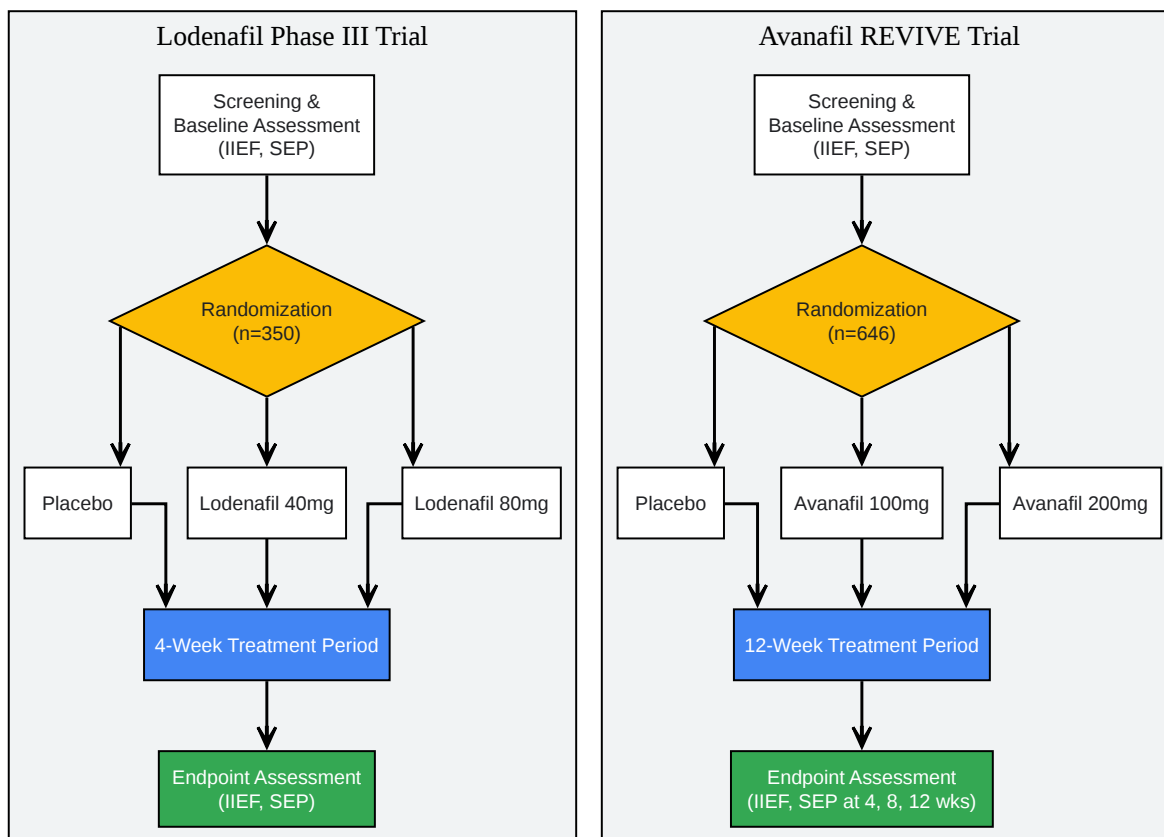 Lodenafil Phase III Trial
Screening &
Baseline Assessment
(IIEF, SEP)
Randomization
(n=350)
Placebo
Lodenafil 40mg
Lodenafil 80mg
4-Week Treatment Period
Endpoint Assessment
(IIEF, SEP)
Avanafil REVIVE Trial
Screening &
Baseline Assessment
(IIEF, SEP)
Randomization
(n=646)
Placebo
Avanafil 100mg
Avanafil 200mg
12-Week Treatment Period
Endpoint Assessment
(IIEF, SEP at 4, 8, 12 wks)